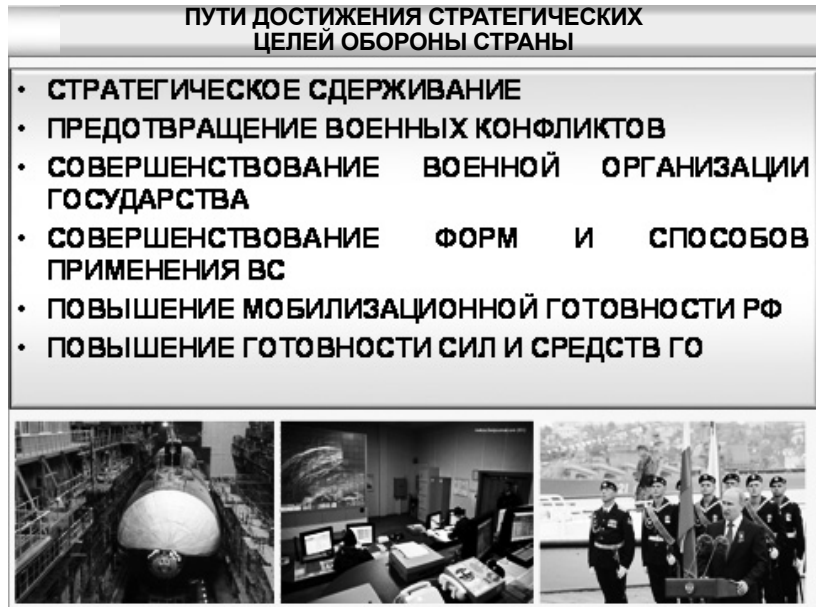 ПУТИ ДОСТИЖЕНИЯ СТРАТЕГИЧЕСКИХ
ЦЕЛЕЙ ОБОРОНЫ СТРАНЫ
• СТРАТЕГИЧЕСКОЕ СДЕРЖИВАНИЕ
• ПРЕДОТВРАЩЕНИЕ ВОЕННЫХ КОНФЛИКТОВ
• СОВЕРШЕНСТВОВАНИЕ ВОЕННОЙ ОРГАНИЗАЦИИ
ГОСУДАРСТВА
• СОВЕРШЕНСТВОВАНИЕ ФОРМ И СПОСОБОВ
ПРИМЕНЕНИЯ ВС
• ПОВЫШЕНИЕ МОБИЛИЗАЦИОННОЙ ГОТОВНОСТИ РФ
• ПОВЫШЕНИЕ ГОТОВНОСТИ СИЛ И СРЕДСТВ ГО